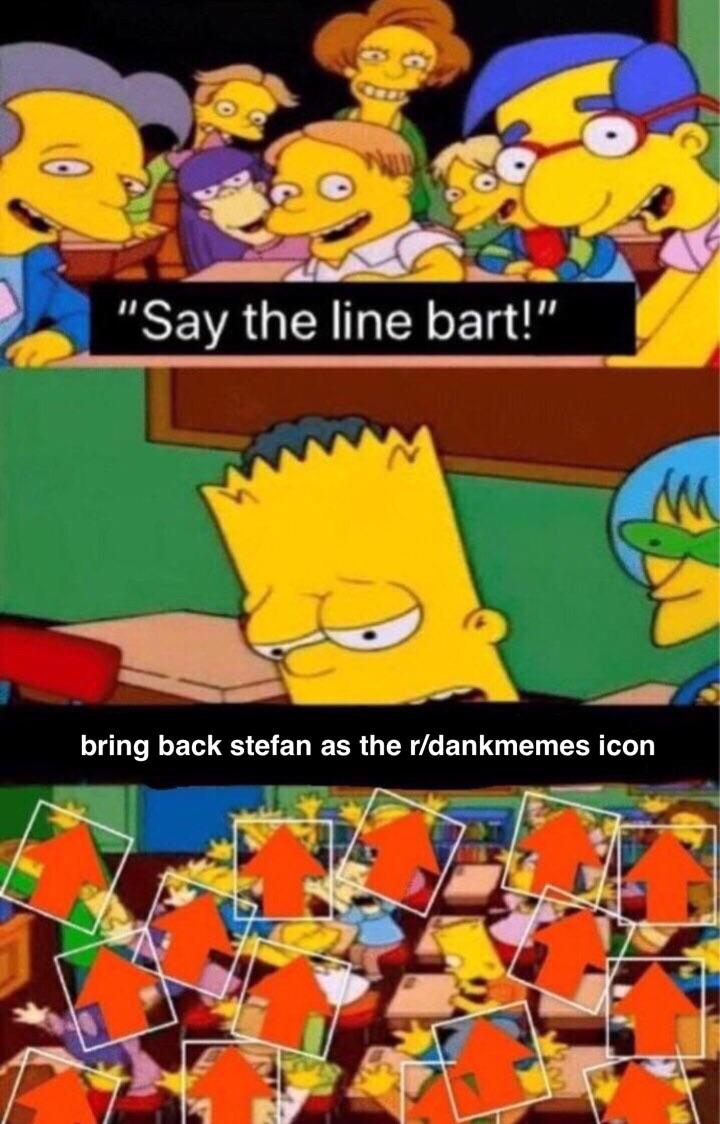 "Say the line bart!"
bring back stefan as the r/dankmemes icon